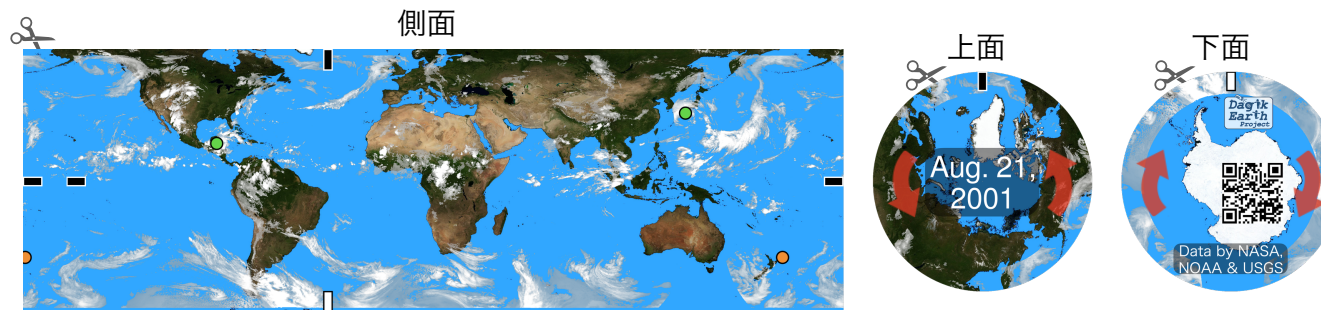 側面
上面
下面
Aug. 21,
2001
Dagik
Earth
Project
Data by NASA,
NOAA & USGS